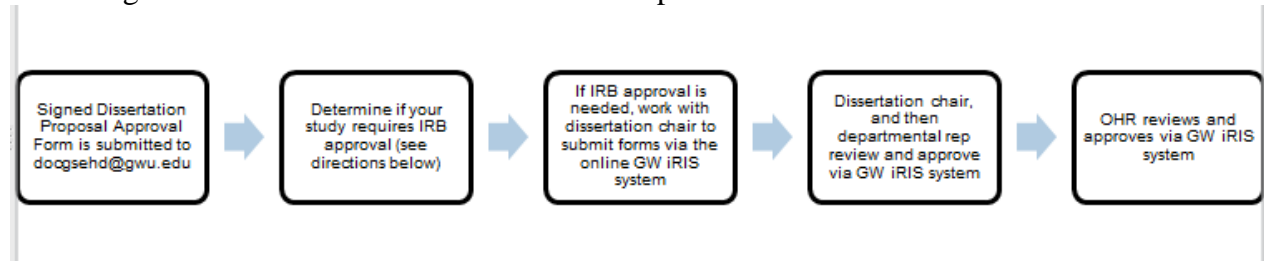 Signed Dissertation
Proposal Approval
Form is submitted to
docgsehd@gwu.edu
Determine if your
study requires IRB
approval (see
directions below)
If IRB approval is
needed, work with
dissertation chair to
submit forms via the
online GW iRIS
system
Dissertation chair,
and then
departmental rep
review and approve
via GW iRIS system
OHR reviews and
approves via GW iRIS
system